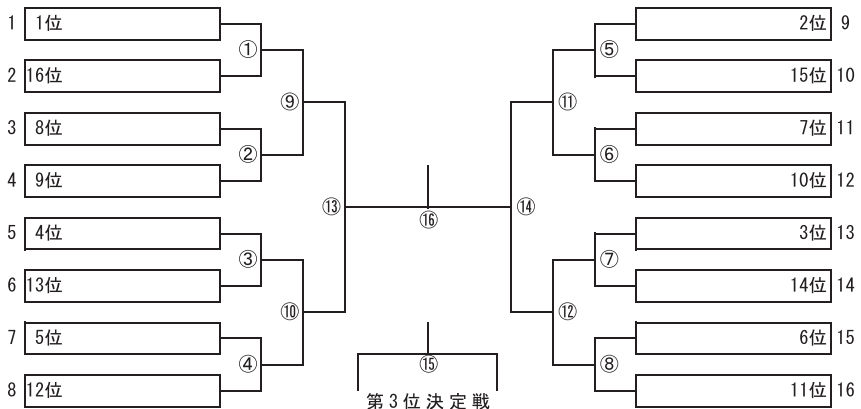 1 1位 2位 9
① ⑤
2 16位 15位 10
⑨ ⑪
3 8位 7位 11
② ⑥
4 9位 10位 12
⑬ ⑭
⑯
5 4位 3位 13
③ ⑦
6 13位 14位 14
⑩ ⑫
7 5位 6位 15
④ ⑮ ⑧
8 12位 11位 16
第3位決定戦